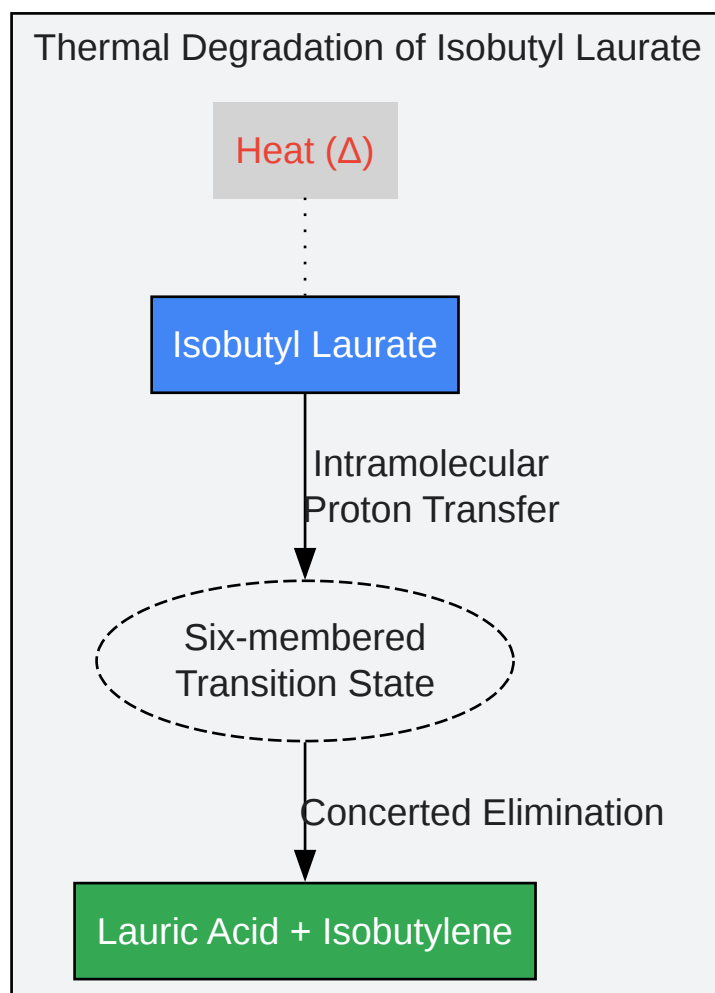 Thermal Degradation of Isobutyl Laurate
Heat (Δ)
Isobutyl Laurate
Intramolecular
Proton Transfer
Six-membered
Transition State
Concerted Elimination
Lauric Acid + Isobutylene